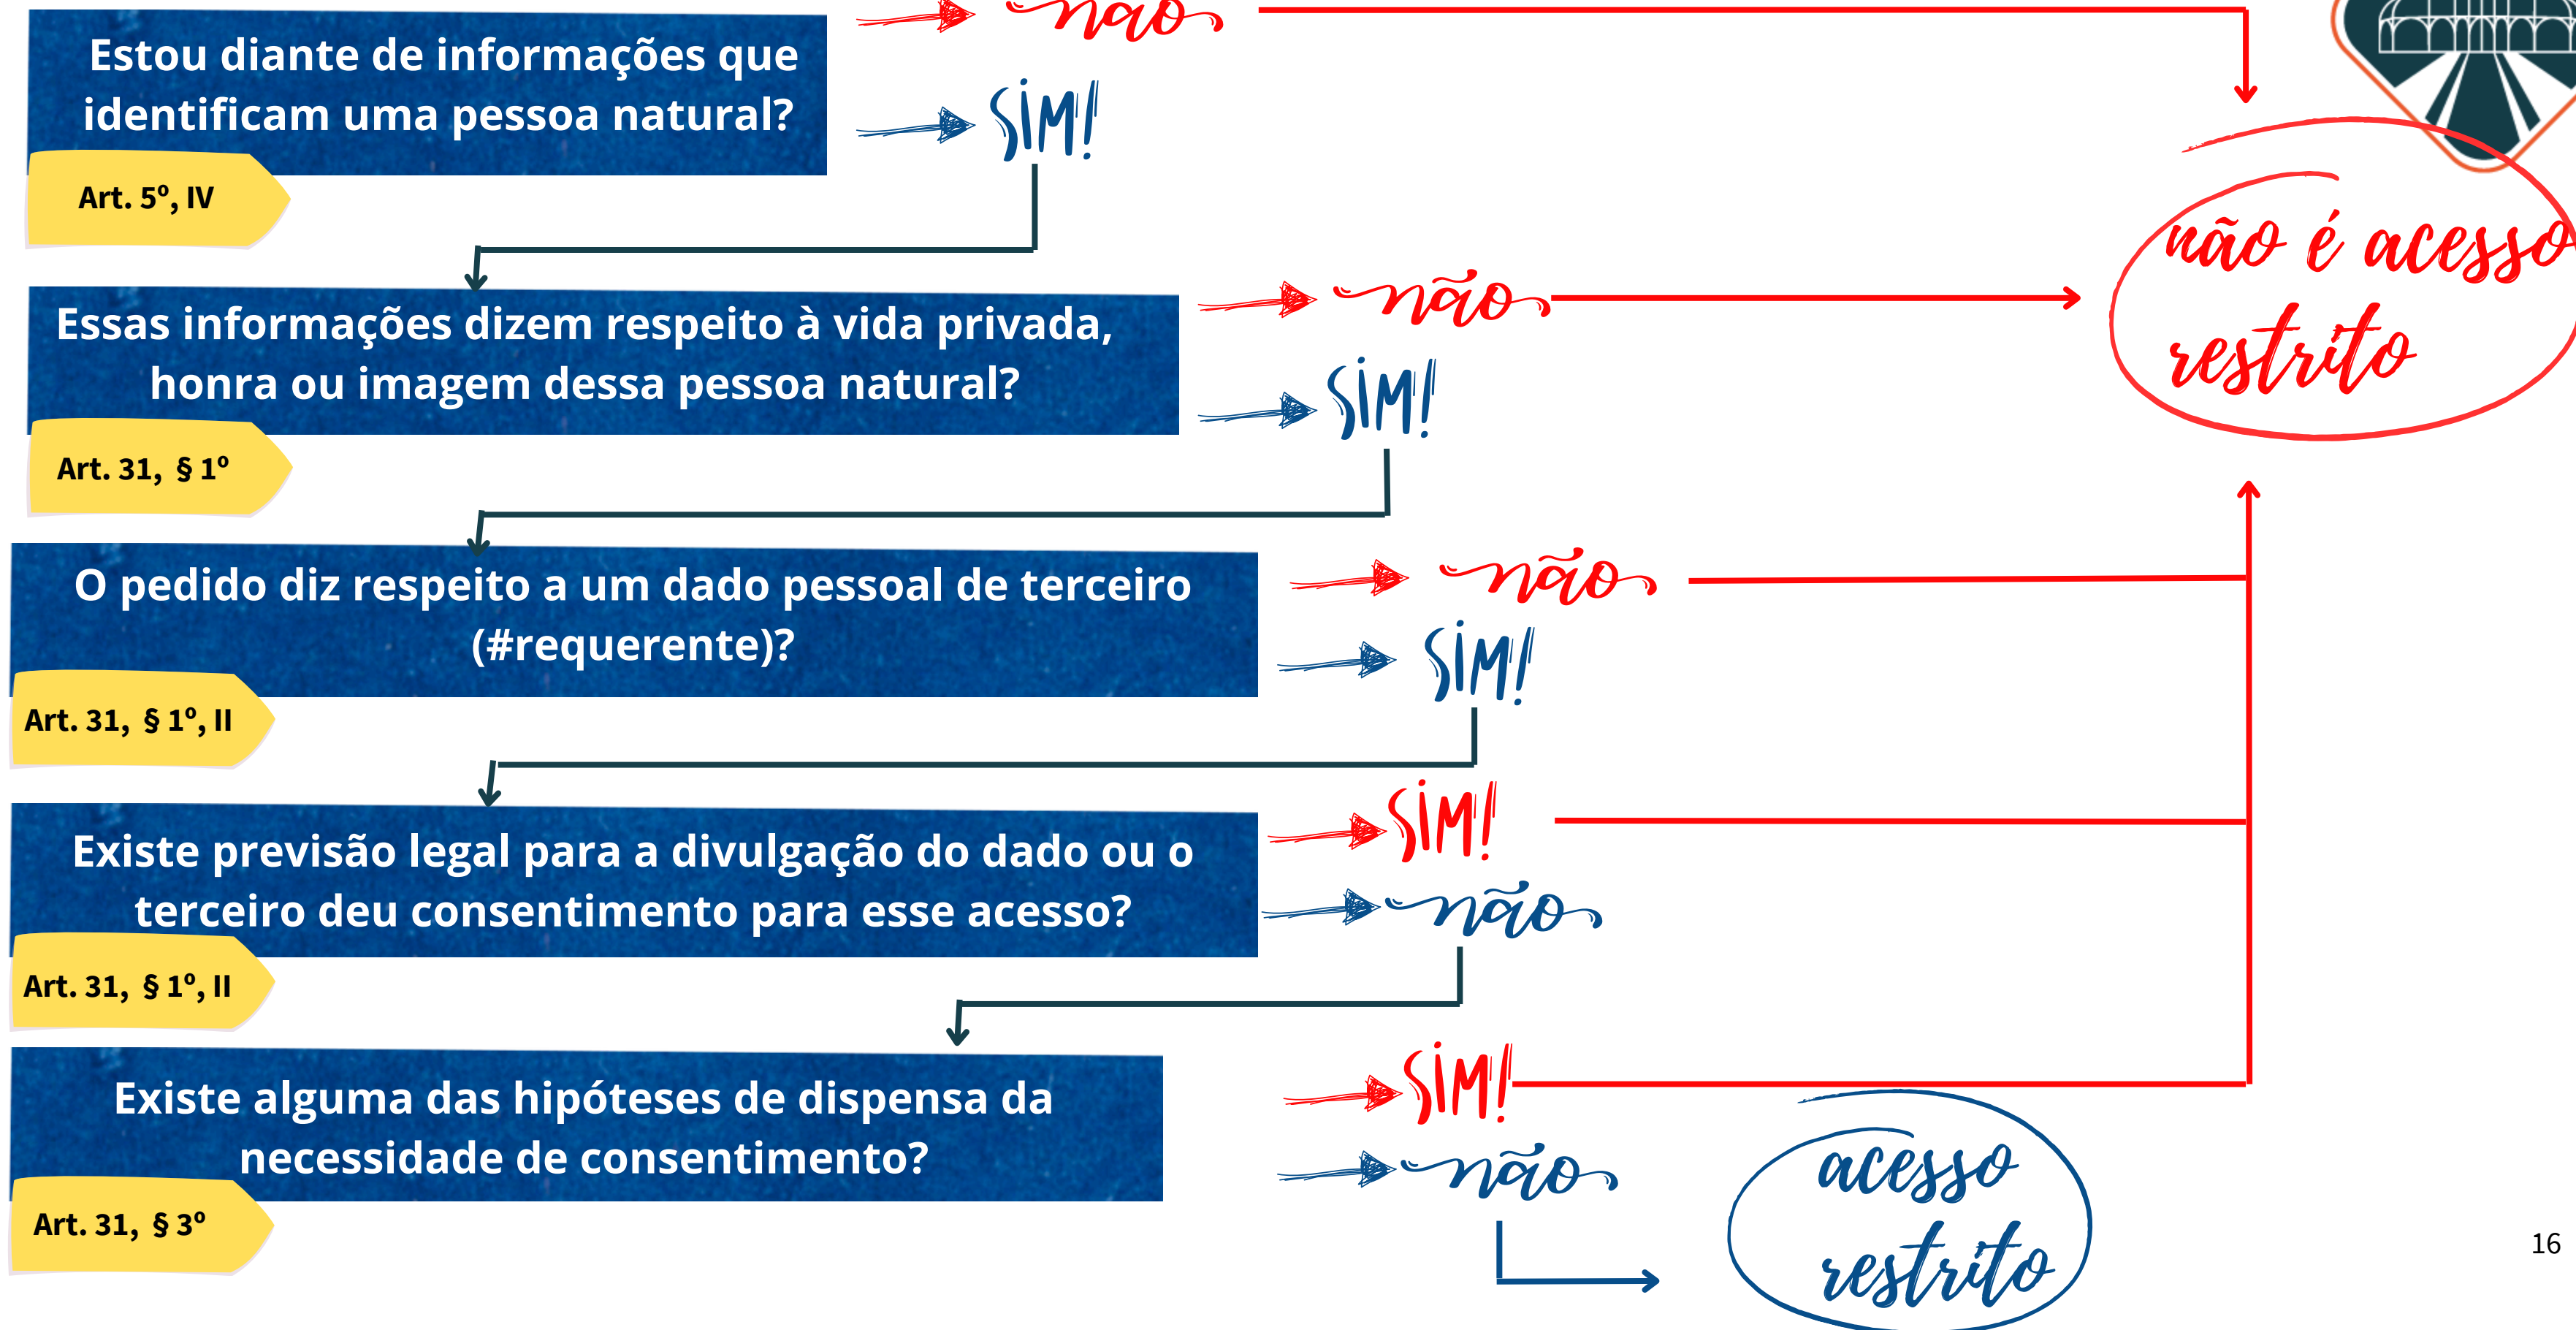 não
Estou diante de informações que
identificam uma pessoa natural?
SIM!
Art. 5º, IV
não é acesso
restrito
Essas informações dizem respeito à vida privada,
honra ou imagem dessa pessoa natural?
não
SIM!
Art. 31, § 1º
O pedido diz respeito a um dado pessoal de terceiro
(#requerente)?
não
SIM!
Art. 31, § 1º, II
Existe previsão legal para a divulgação do dado ou o
terceiro deu consentimento para esse acesso?
SIM!
não
Art. 31, § 1º, II
Existe alguma das hipóteses de dispensa da
necessidade de consentimento?
SIM!
não
Art. 31, § 3º
acesso
restrito
16